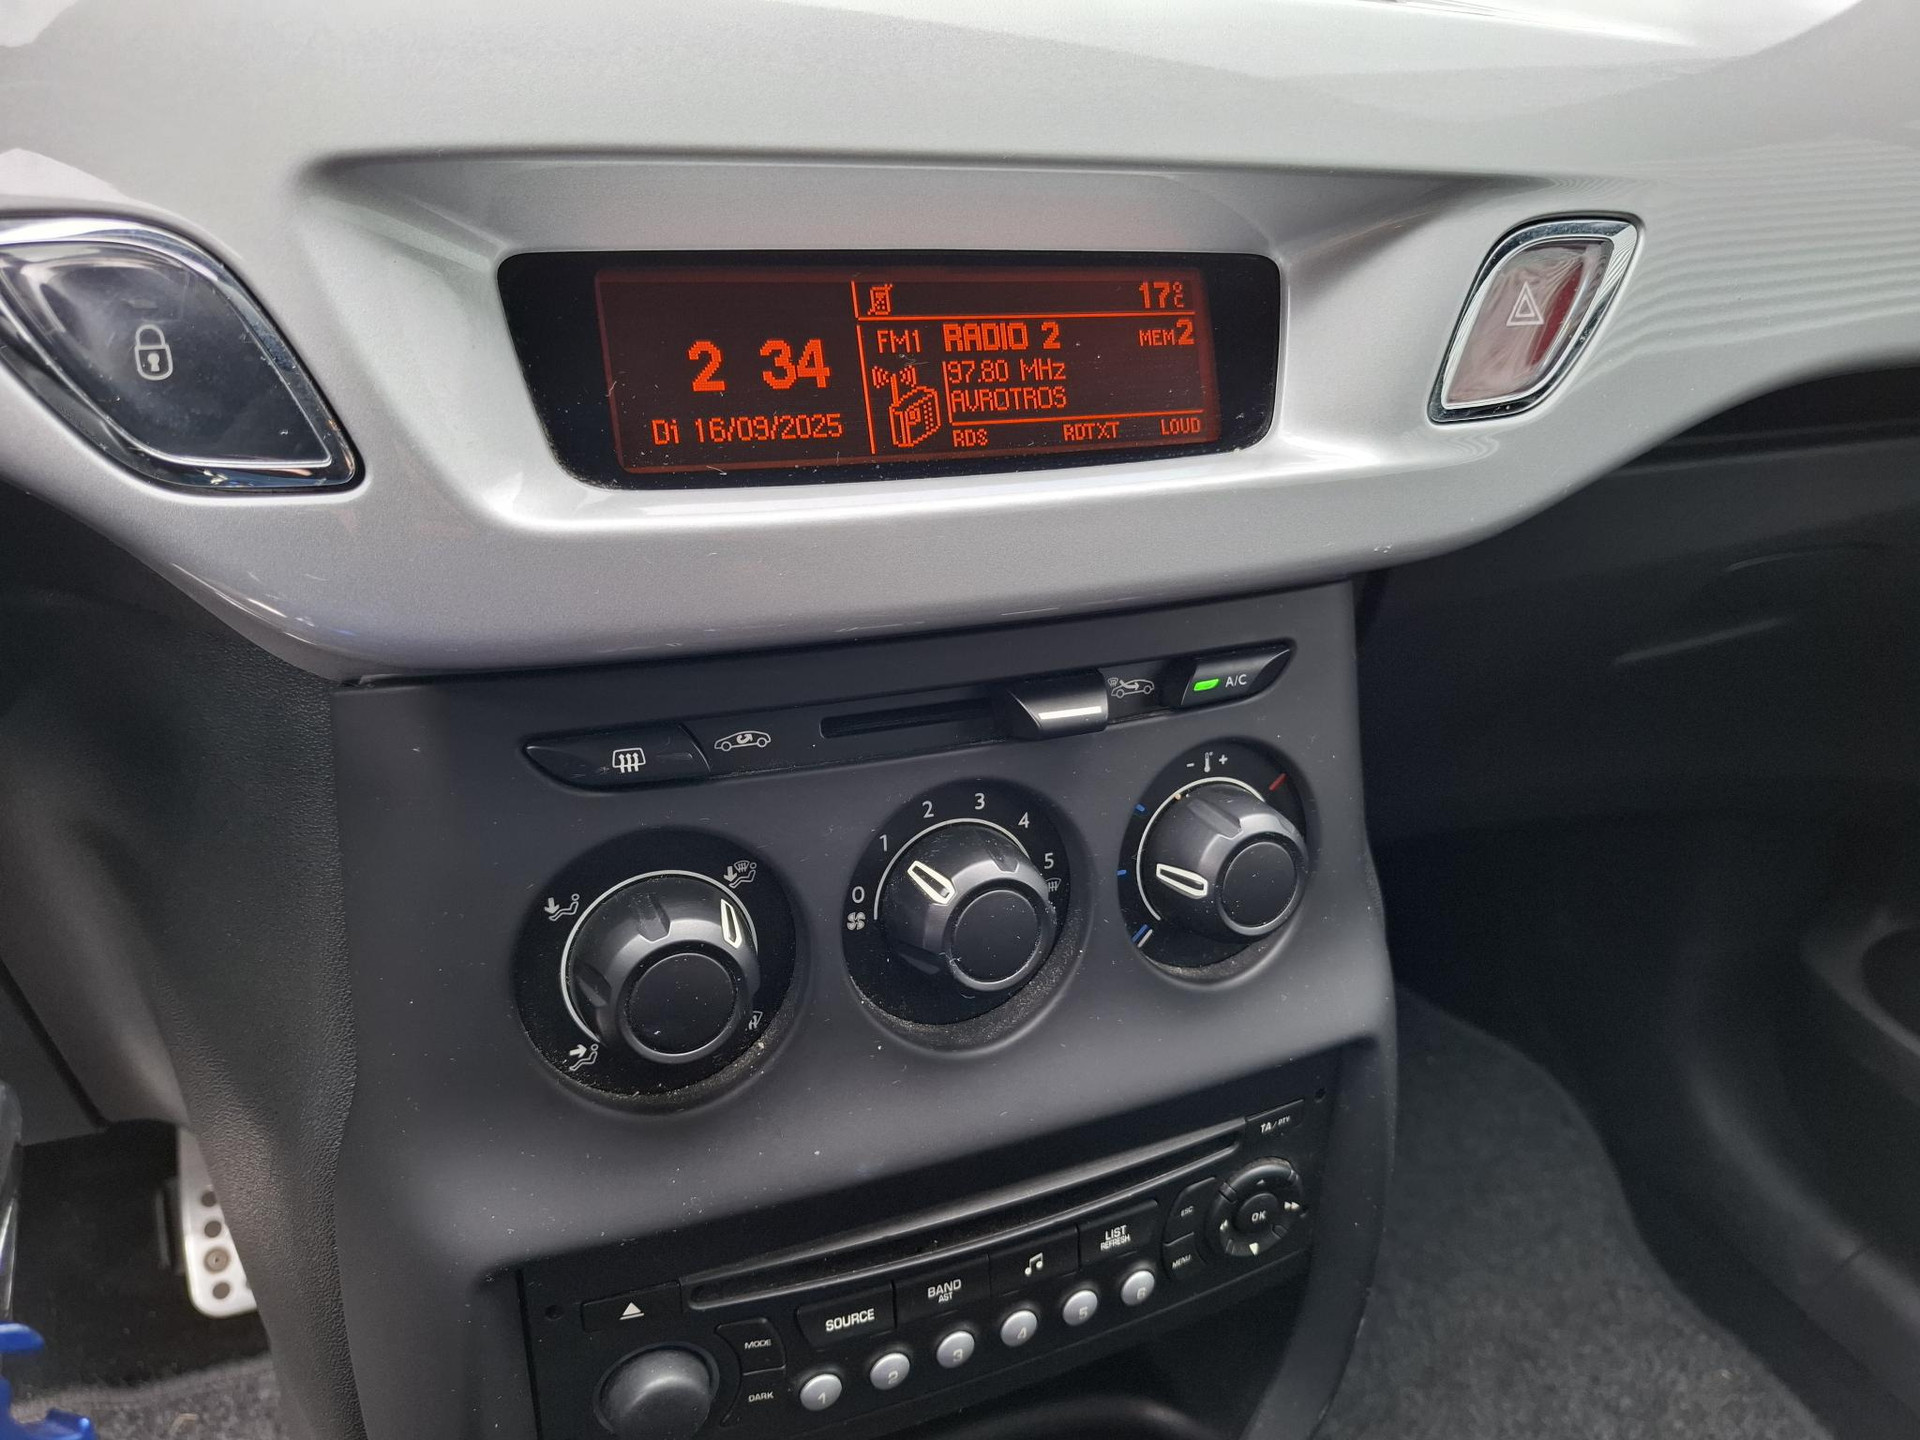 17°C
2 34
FM1 RADIO 2 MEM2
97.80 MHz
AVROTROS
Di 16/09/2025
RDS RDTXT LOUD
A/C
- +
0 1 2 3 4 5
TA/PTY
LIST
REFRESH
ESC
OK
BAND
AST
MENU
SOURCE
MODE
DARK
1 2 3 4 5 6